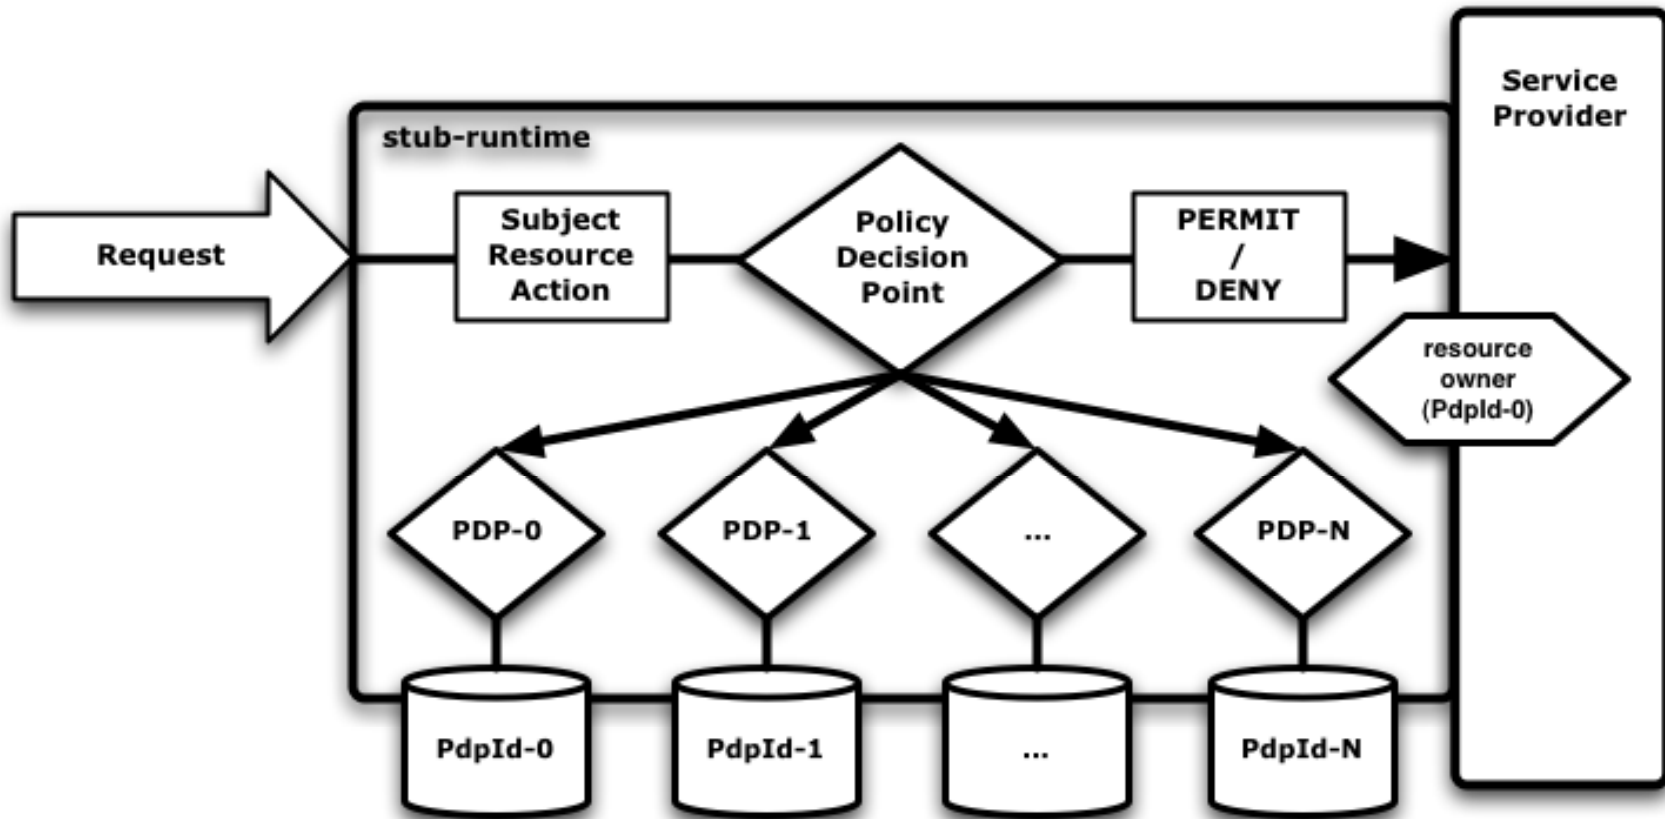 Service
Provider
stub-runtime
Request
Subject
Resource
Action
Policy
Decision
Point
PERMIT
/
DENY
resource
owner
(PdpId-0)
PDP-0
PDP-1
...
PDP-N
PdpId-0
PdpId-1
...
PdpId-N